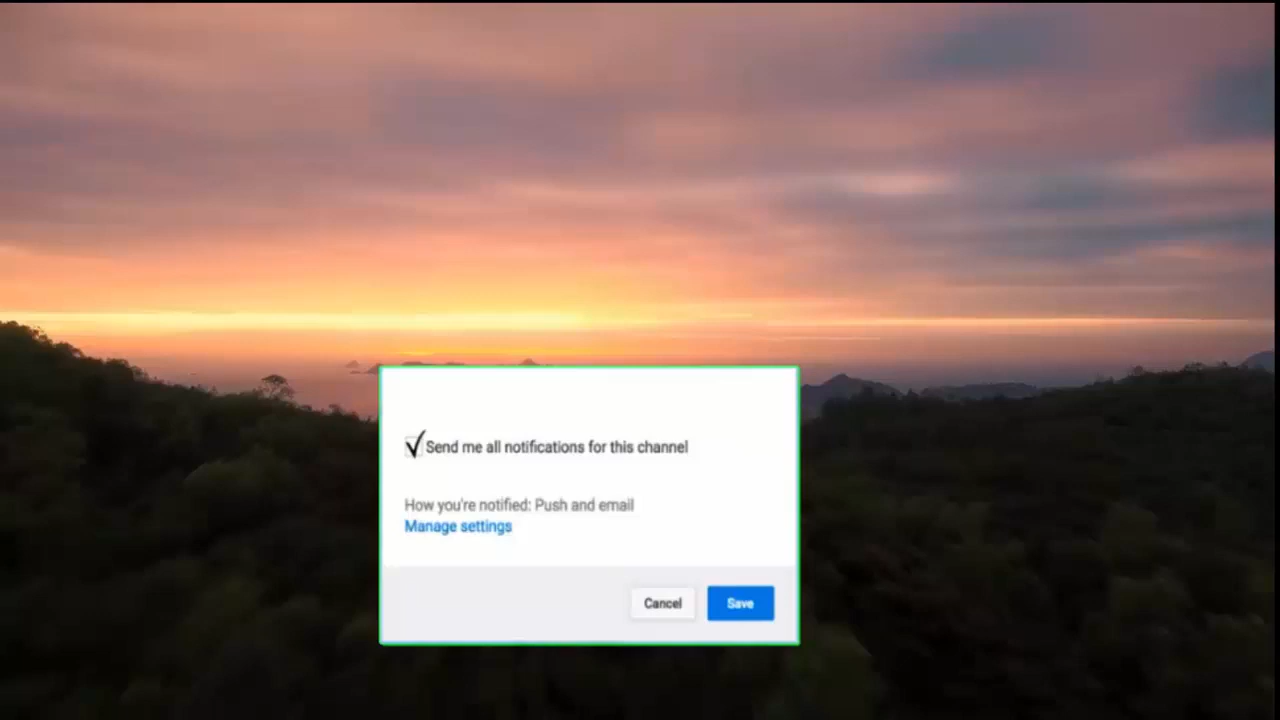 Send me all notifications for this channel
How you're notified: Push and email
Manage settings
Cancel
Save